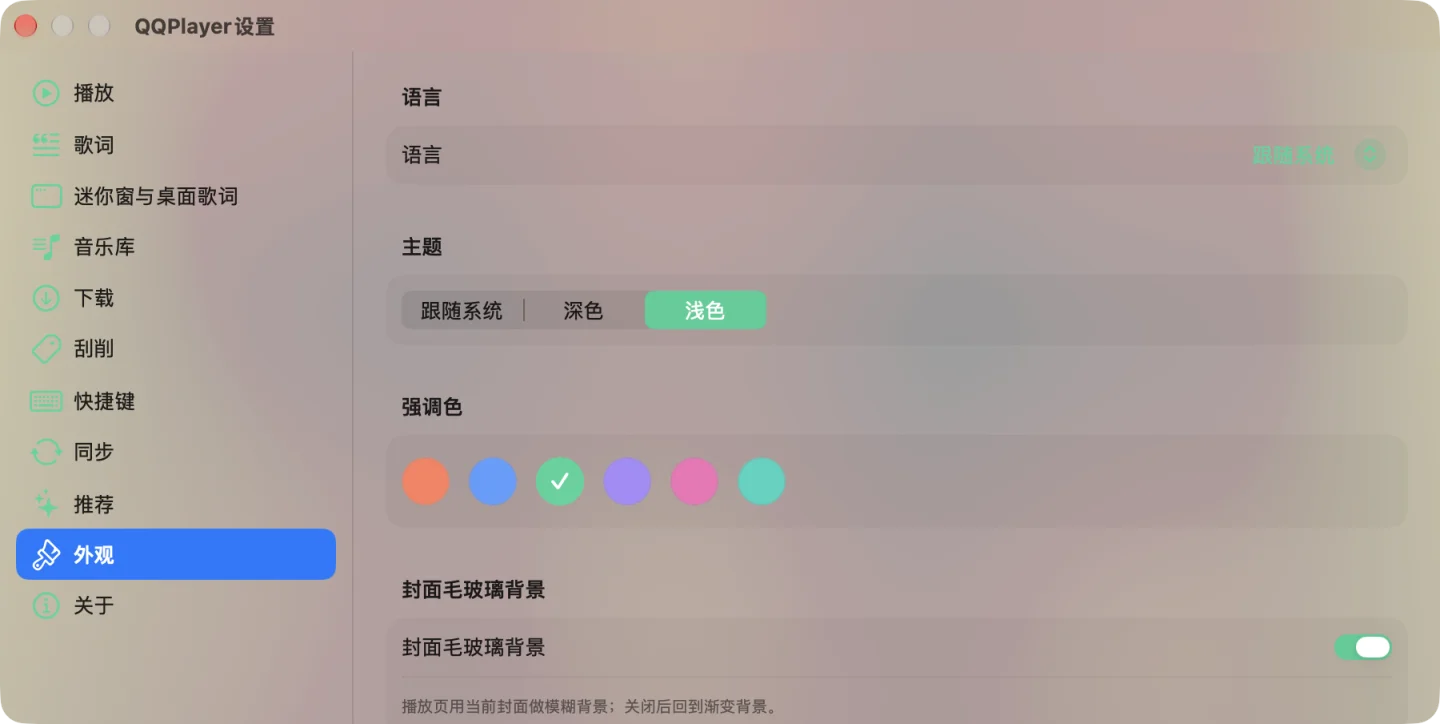 QQPlayer设置
播放
歌词
迷你窗与桌面歌词
音乐库
下载
刮削
快捷键
同步
推荐
外观
关于
语言
语言 跟随系统
主题
跟随系统 深色 浅色
强调色
封面毛玻璃背景
封面毛玻璃背景
播放页用当前封面做模糊背景；关闭后回到渐变背景。